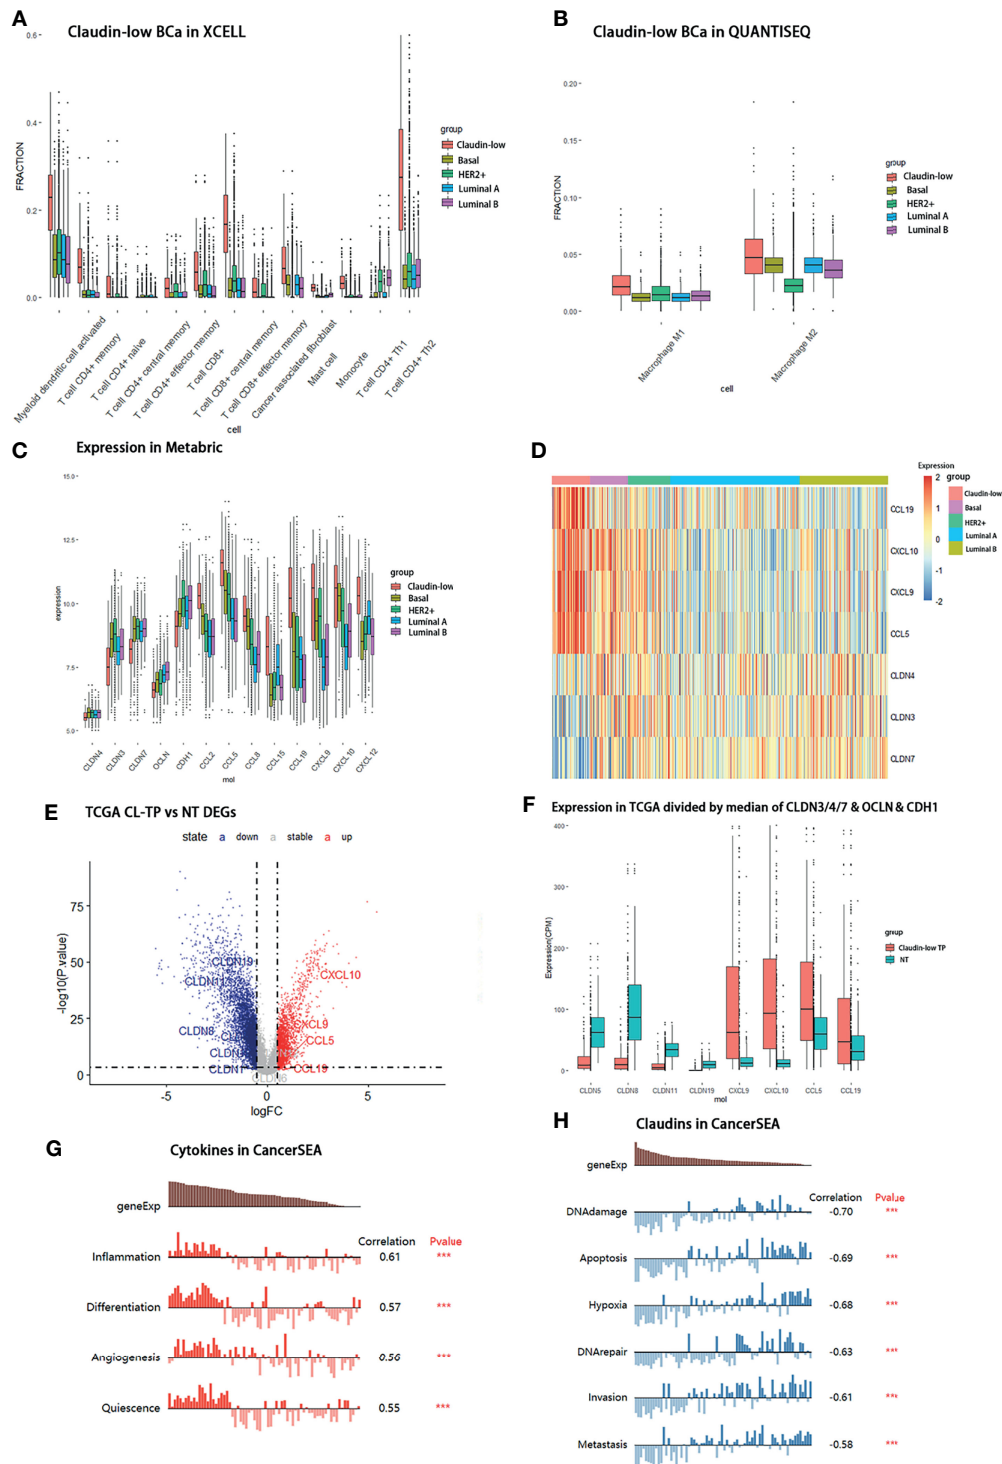 A
Claudin-low BCa in XCELL
0.6
0.4
0.2
0.0
FRACTION
group
Claudin-low
Basal
HER2+
Luminal A
Luminal B
Myeloid dendritic cell activated
T cell CD4+ memory
T cell CD4+ naive
T cell CD4+ central memory
T cell CD4+ effector memory
T cell CD8+
T cell CD8+ central memory
T cell CD8+ effector memory
Cancer associated fibroblast
Mast cell
Monocyte
T cell CD4+ Th1
T cell CD4+ Th2
cell
B
Claudin-low BCa in QUANTISEQ
0.20
0.15
0.10
0.05
0.00
FRACTION
group
Claudin-low
Basal
HER2+
Luminal A
Luminal B
Macrophage M1
Macrophage M2
cell
C
Expression in Metabric
15.0
12.5
10.0
7.5
5.0
expression
group
Claudin-low
Basal
HER2+
Luminal A
Luminal B
CLDN4
CLDN3
CLDN7
OCLN
CDH1
CCL2
CCL5
CCL8
CCL15
CCL19
CXCL9
CXCL10
CXCL12
mol
D
Expression
2
1
0
-1
-2
group
Claudin-low
Basal
HER2+
Luminal A
Luminal B
CCL19
CXCL10
CXCL9
CCL5
CLDN4
CLDN3
CLDN7
E
TCGA CL-TP vs NT DEGs
state a down a stable a up
75
50
25
0
-log10(P.value)
CLDN19
CLDN11
CLDN8
CXCL10
CXCL9
CCL5
CCL19
-5
0
5
logFC
F
Expression in TCGA divided by median of CLDN3/4/7 & OCLN & CDH1
400
300
200
100
0
Expression(CPM)
group
Claudin-low TP
NT
CLDN5
CLDN8
CLDN11
CLDN19
CXCL9
CXCL10
CCL5
CCL19
mol
G
Cytokines in CancerSEA
geneExp
Correlation Pvalue
Inflammation 0.61 ***
Differentiation 0.57 ***
Angiogenesis 0.56 ***
Quiescence 0.55 ***
H
Claudins in CancerSEA
geneExp
Correlation Pvalue
DNAdamage -0.70 ***
Apoptosis -0.69 ***
Hypoxia -0.68 ***
DNArepair -0.63 ***
Invasion -0.61 ***
Metastasis -0.58 ***